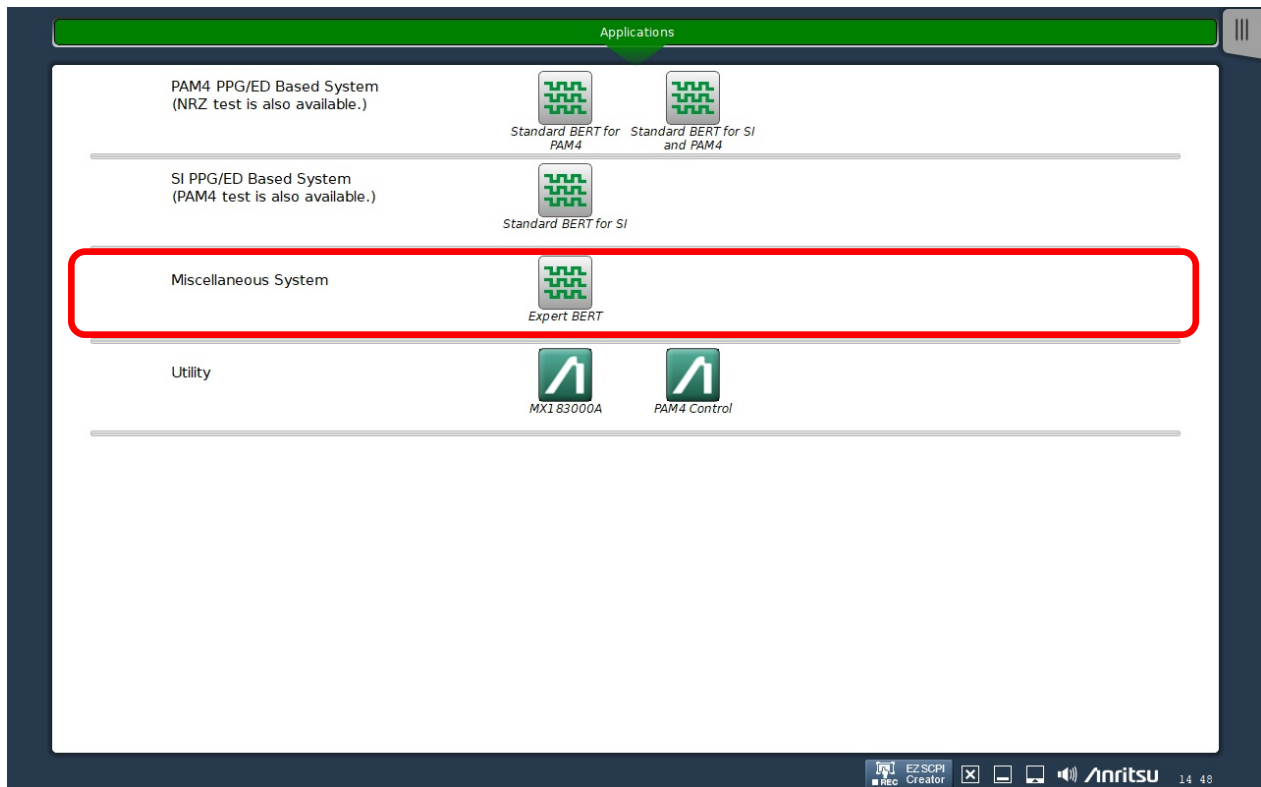 Applications
PAM4 PPG/ED Based System
(NRZ test is also available.)
Standard BERT for
PAM4
Standard BERT for SI
and PAM4
SI PPG/ED Based System
(PAM4 test is also available.)
Standard BERT for SI
Miscellaneous System
Expert BERT
Utility
MX183000A
PAM4 Control
REC
EZSCPI
Creator
Anritsu
14 48